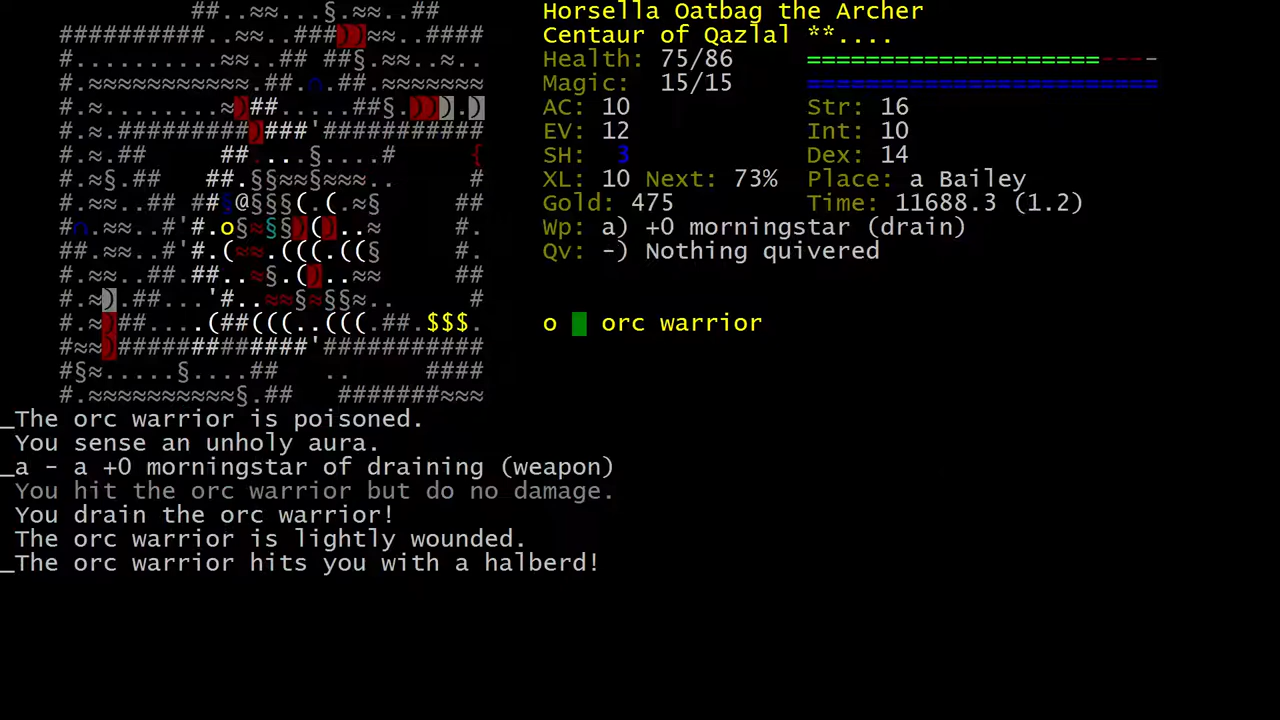 Horsella Oatbag the Archer
Centaur of Qazlal **....
Health: 75/86 ====================---- 
Magic: 15/15 ========================
AC: 10 Str: 16
EV: 12 Int: 10
SH: 3 Dex: 14
XL: 10 Next: 73% Place: a Bailey
Gold: 475 Time: 11688.3 (1.2)
Wp: a) +0 morningstar (drain)
Qv: -) Nothing quivered
o orc warrior
_The orc warrior is poisoned.
You sense an unholy aura.
_a - a +0 morningstar of draining (weapon)
You hit the orc warrior but do no damage.
You drain the orc warrior!
The orc warrior is lightly wounded.
_The orc warrior hits you with a halberd!